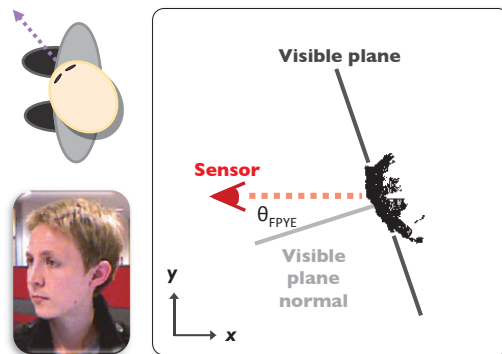 Visible plane
Sensor
θFPYE
Visible
plane
normal
y
x